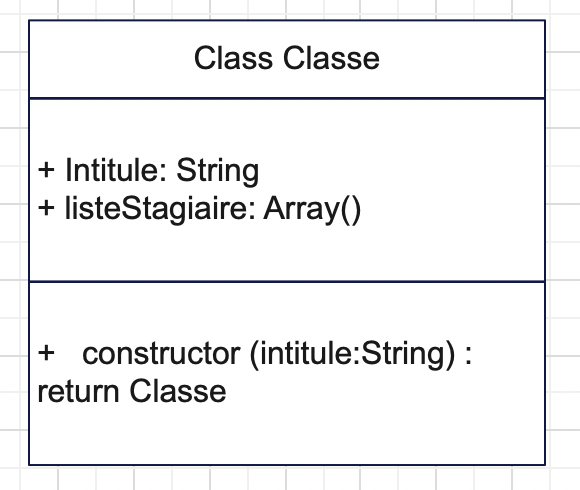 Class Classe
+ Intitule: String
+ listeStagiaire: Array()
+ constructor (intitule:String) :
return Classe